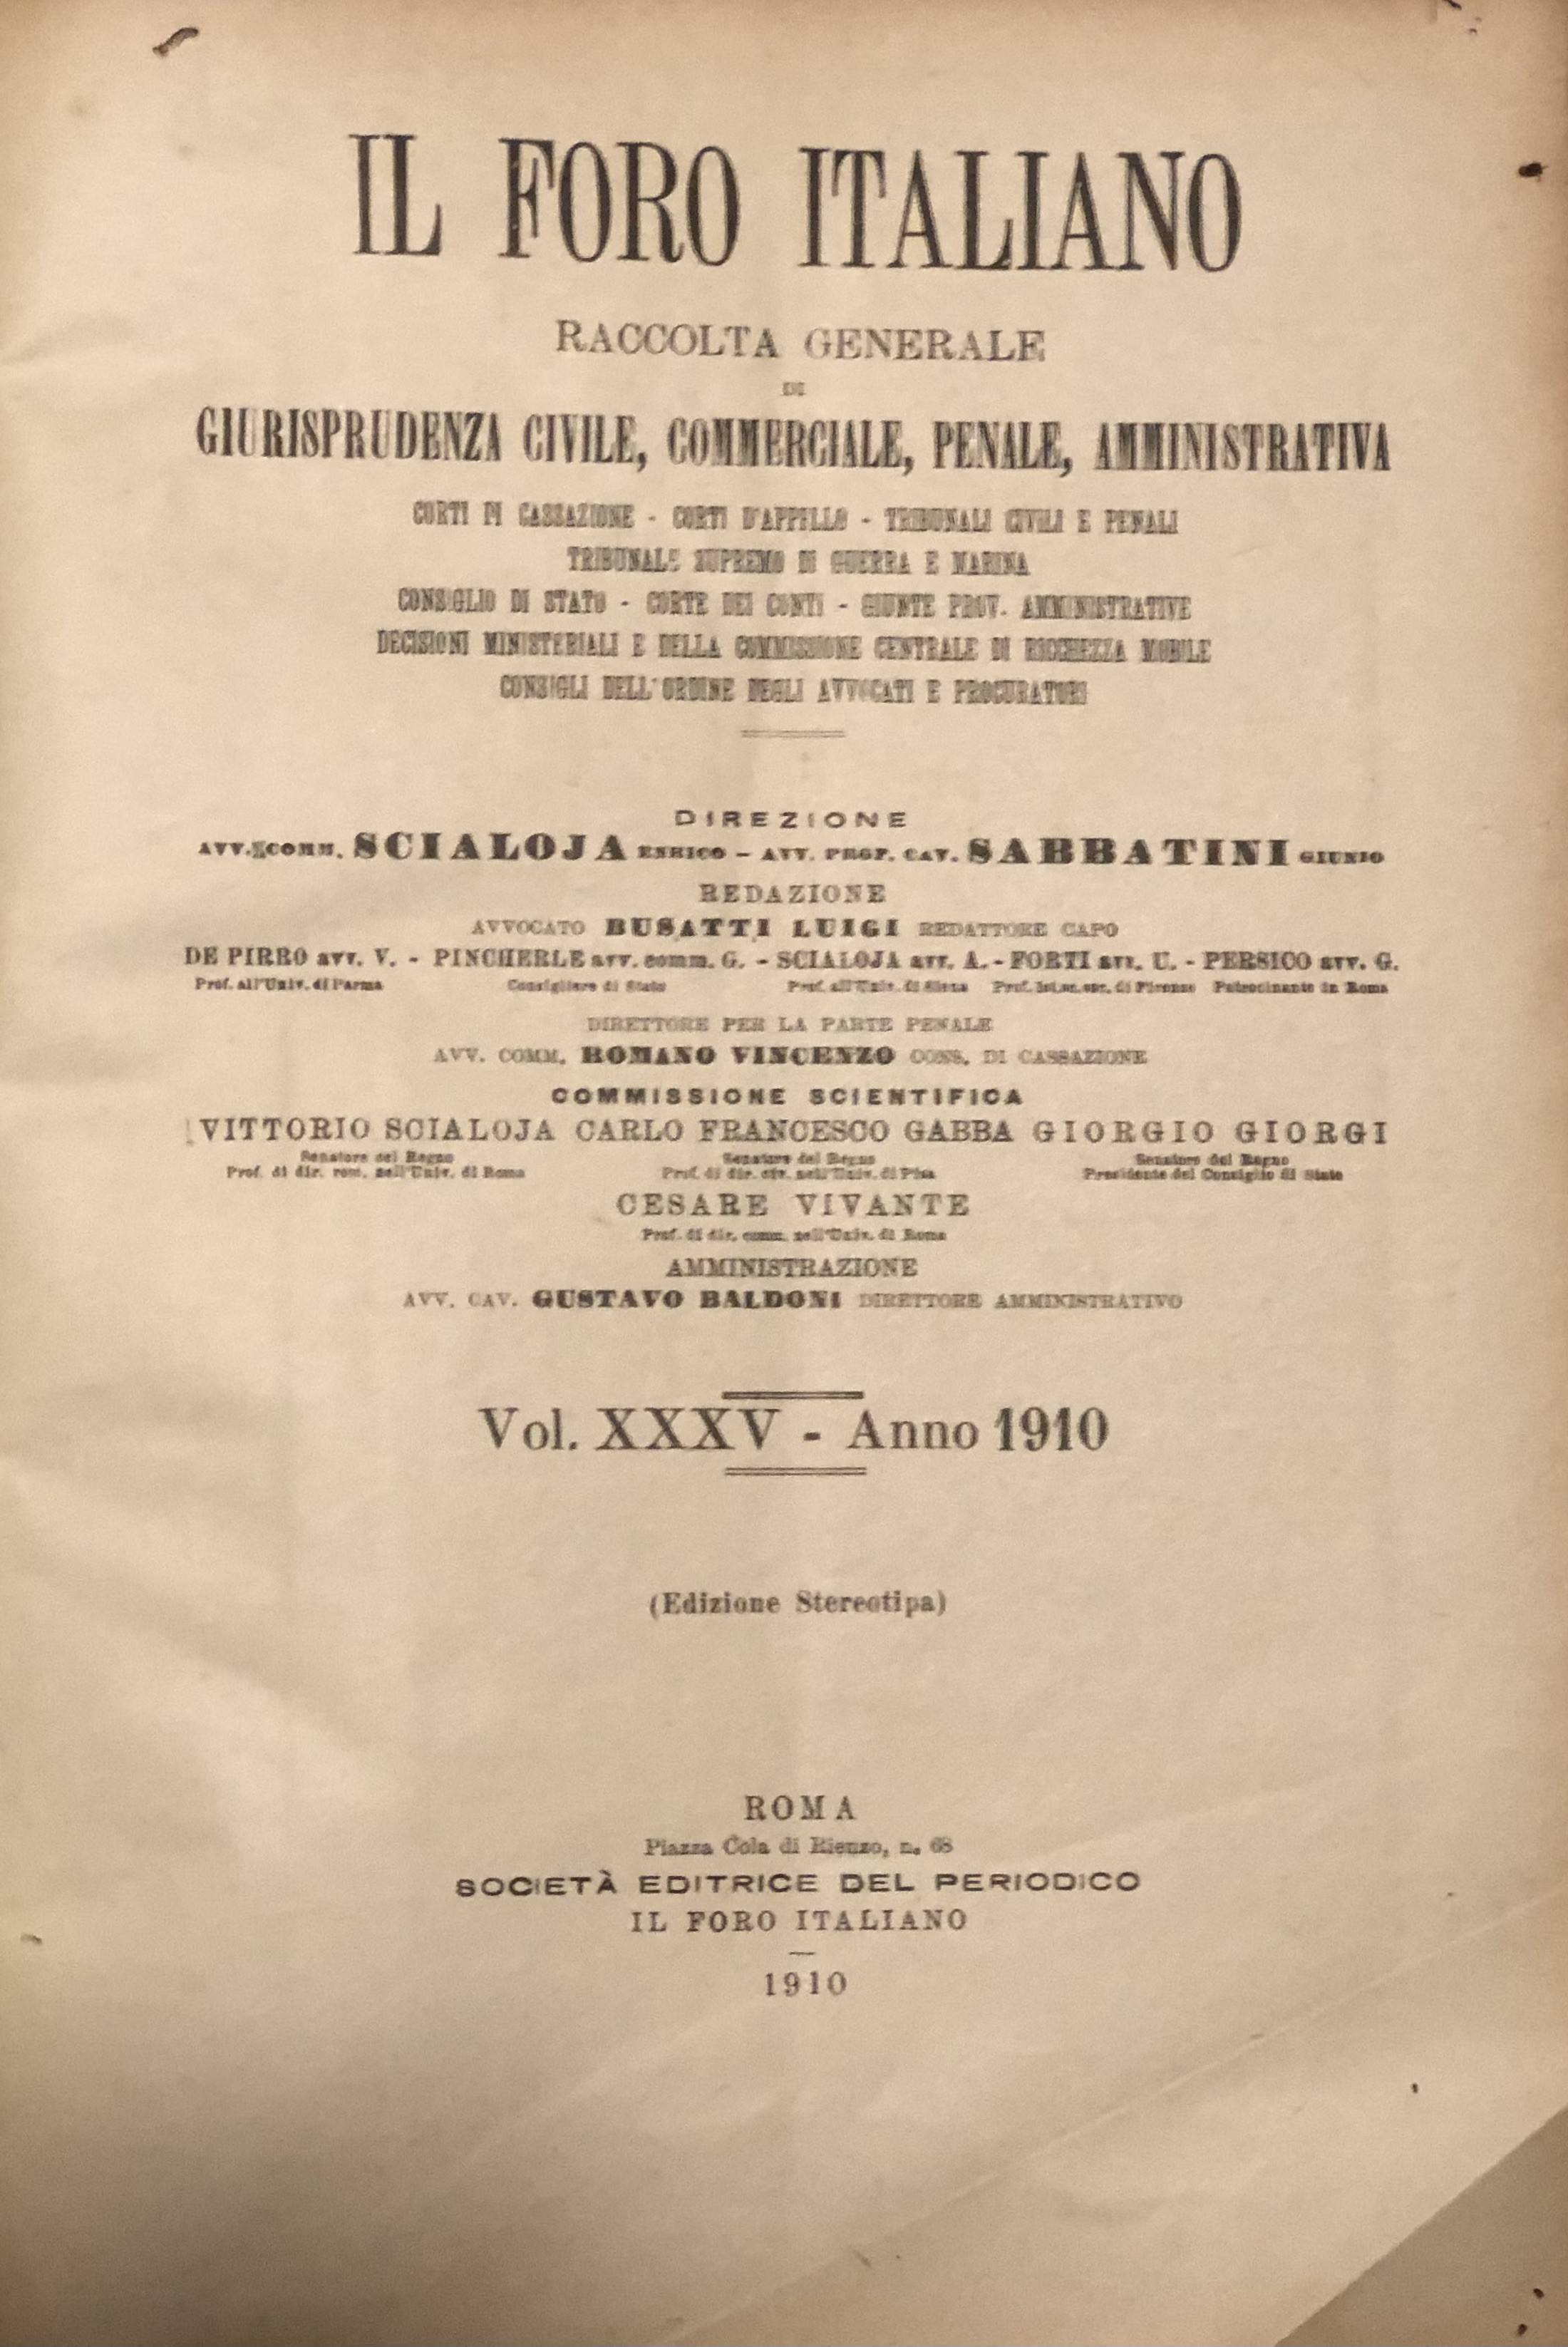 IL FORO ITALIANO
RACCOLTA GENERALE
DI
GIURISPRUDENZA CIVILE, COMMERCIALE, PENALE, AMMINISTRATIVA
CORTI DI CASSAZIONE - CORTI D'APPELLO - TRIBUNALI CIVILI E PENALI
TRIBUNALE SUPREMO DI GUERRA E MARINA
CONSIGLIO DI STATO - CORTE DEI CONTI - GIUNTE PROV. AMMINISTRATIVE
DECISIONI MINISTERIALI E DELLA COMMISSIONE CENTRALE DI RICCHEZZA MOBILE
CONSIGLI DELL'ORDINE DEGLI AVVOCATI E PROCURATORI
DIREZIONE
AVV. COMM. SCIALOJA ENRICO - AVV. PROF. CAV. SABBATINI GIUNIO
REDAZIONE
AVVOCATO BUSATTI LUIGI REDATTORE CAPO
DE PIRRO avv. V. - PINCHERLE avv. comm. G. - SCIALOJA avv. A. - FORTI avv. U. - PERSICO avv. G.
Prof. all'Univ. di Parma Consigliere di Stato Prof. all'Univ. di Siena Prof. Ist. sc. soc. di Firenze Patrocinante in Roma
DIRETTORE PER LA PARTE PENALE
AVV. COMM. ROMANO VINCENZO CONS. DI CASSAZIONE
COMMISSIONE SCIENTIFICA
VITTORIO SCIALOJA CARLO FRANCESCO GABBA GIORGIO GIORGI
Senatore del Regno Senatore del Regno Senatore del Regno
Prof. di dir. rom. nell'Univ. di Roma Prof. di dir. civ. nell'Univ. di Pisa Presidente del Consiglio di Stato
CESARE VIVANTE
Prof. di dir. comm. nell'Univ. di Roma
AMMINISTRAZIONE
AVV. CAV. GUSTAVO BALDONI DIRETTORE AMMINISTRATIVO
Vol. XXXV - Anno 1910
(Edizione Stereotipa)
ROMA
Piazza Cola di Rienzo, n. 68
SOCIETÀ EDITRICE DEL PERIODICO
IL FORO ITALIANO
1910